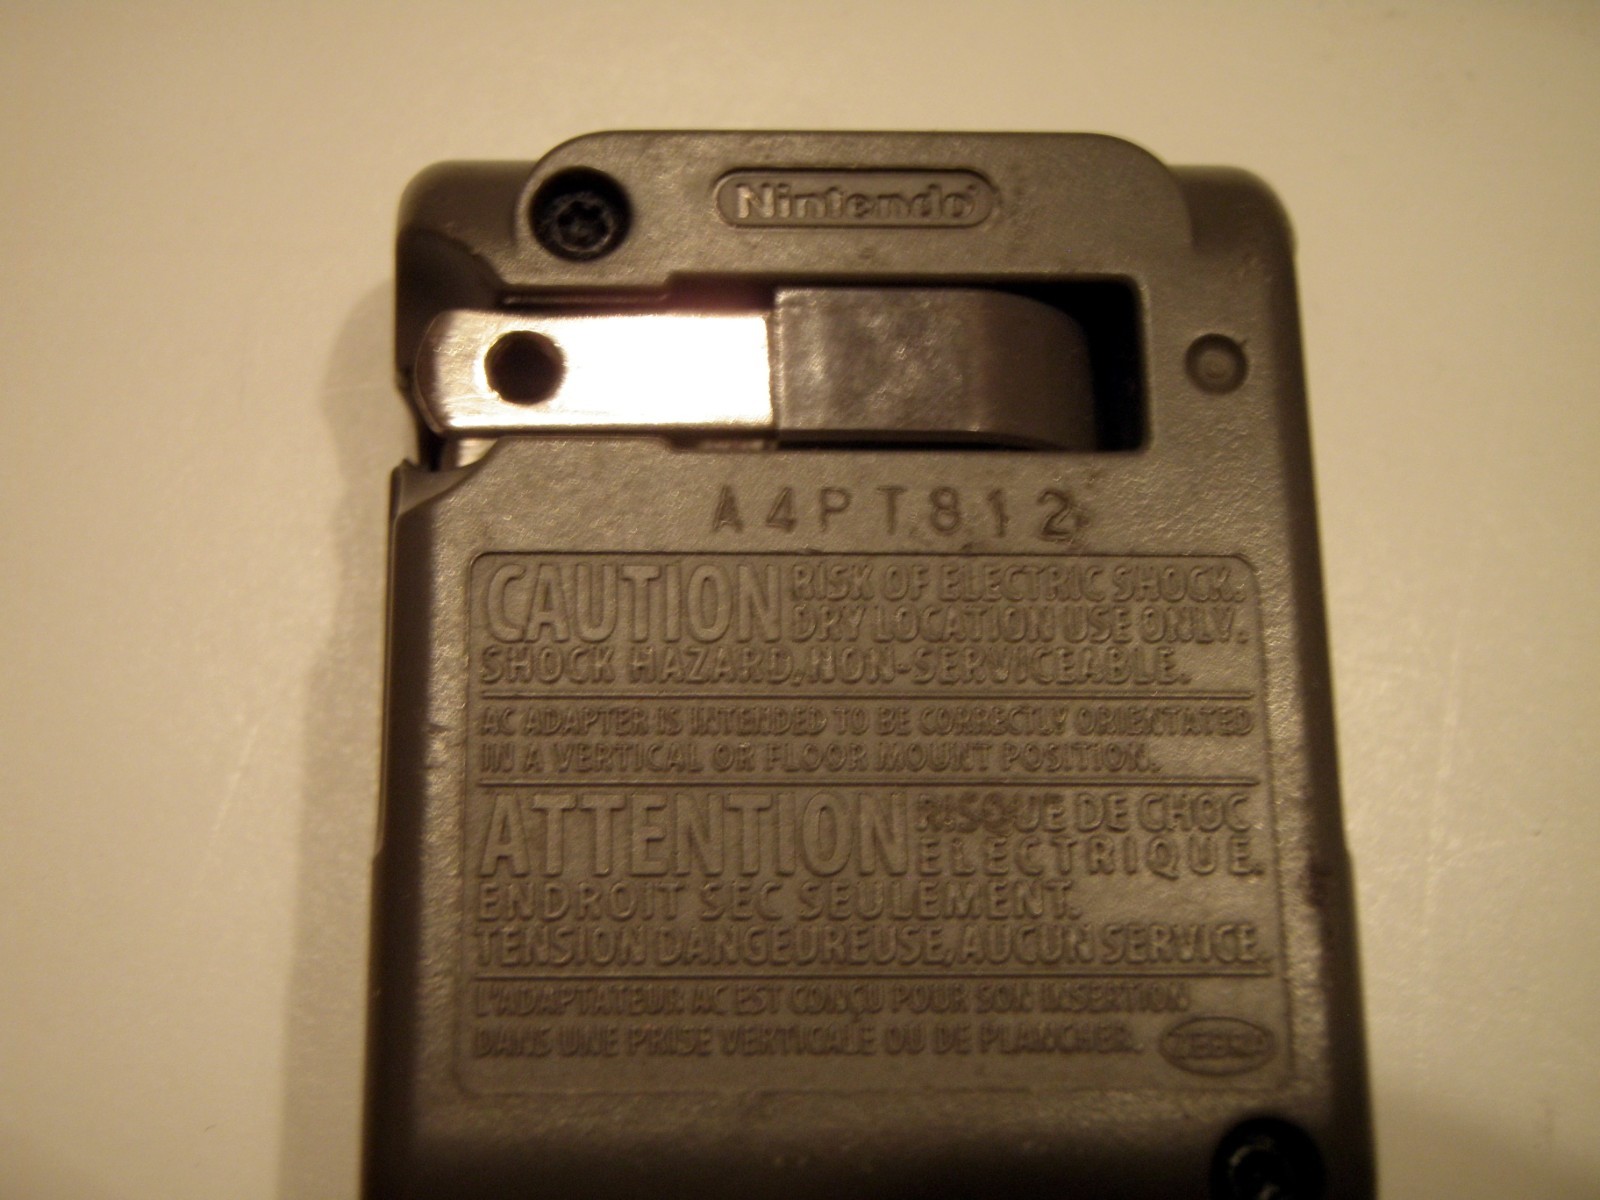 Nintendo
A4PT812
CAUTION RISK OF ELECTRIC SHOCK.
DRY LOCATION USE ONLY.
SHOCK HAZARD, NON-SERVICEABLE.
AC ADAPTER IS INTENDED TO BE CORRECTLY ORIENTATED
IN A VERTICAL OR FLOOR MOUNT POSITION.
ATTENTION RISQUE DE CHOC
ELECTRIQUE.
ENDROIT SEC SEULEMENT.
TENSION DANGEUREUSE, AUCUN SERVICE.
L'ADAPTATEUR AC EST CONÇU POUR SON INSERTION
DANS UNE PRISE VERTICALE OU DE PLANCHER.